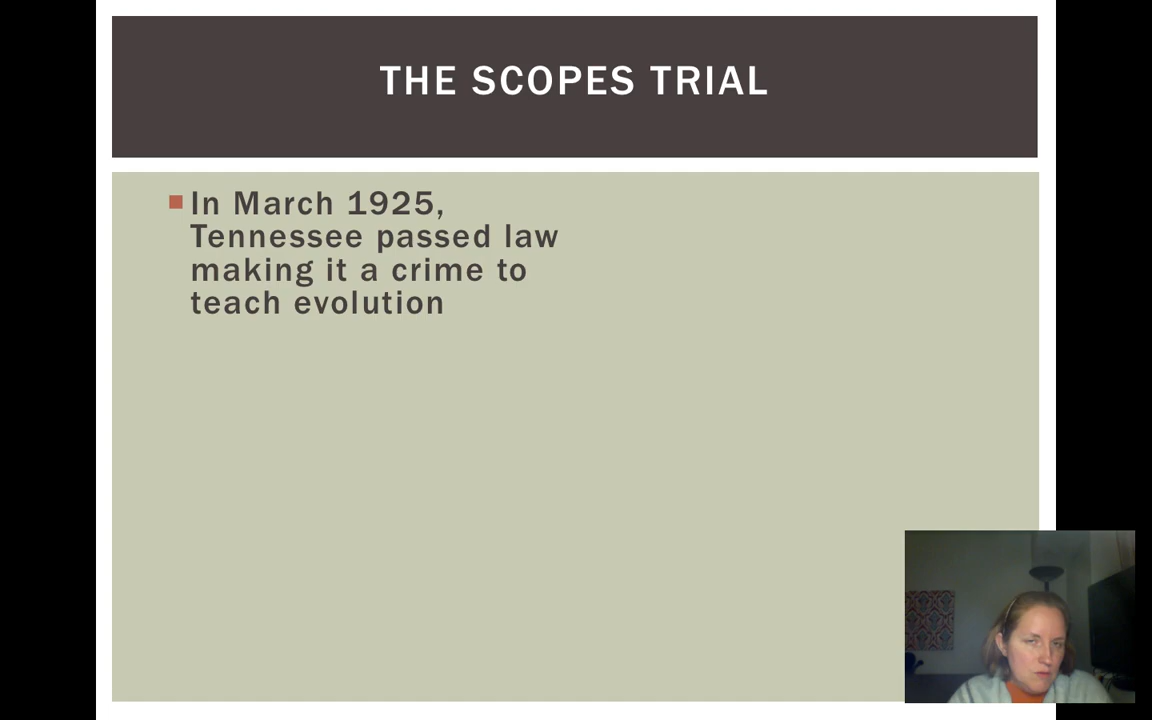 THE SCOPES TRIAL
In March 1925,
Tennessee passed law
making it a crime to
teach evolution